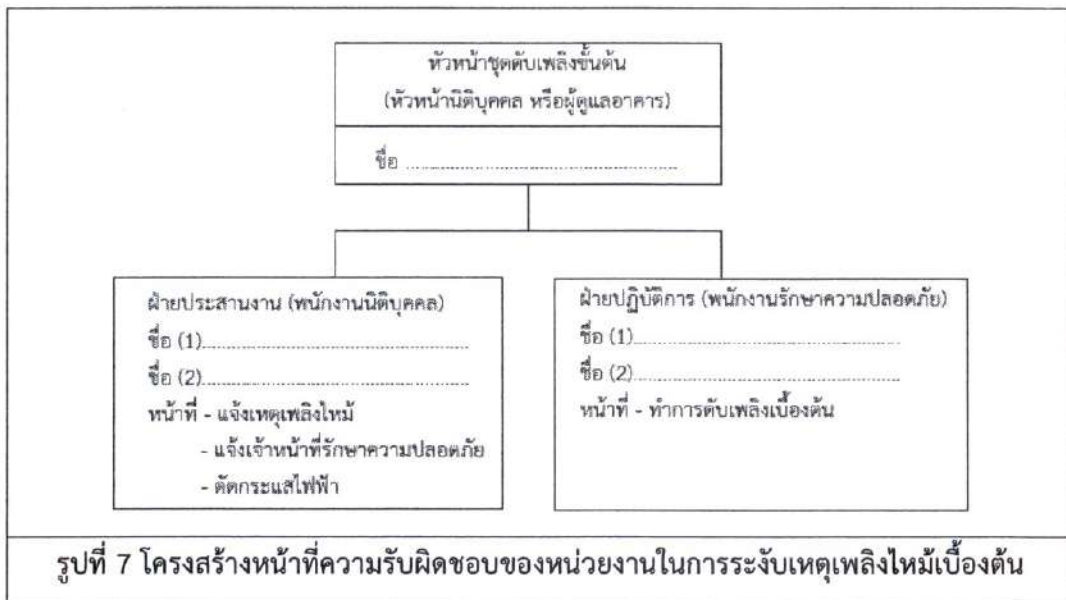 หัวหน้าชุดดับเพลิงขั้นต้น
(หัวหน้านิติบุคคล หรือผู้ดูแลอาคาร)
ชื่อ ..................................................
ฝ่ายประสานงาน (พนักงานนิติบุคคล)
ชื่อ (1)..................................................
ชื่อ (2)..................................................
หน้าที่ - แจ้งเหตุเพลิงไหม้
- แจ้งเจ้าหน้าที่รักษาความปลอดภัย
- ตัดกระแสไฟฟ้า
ฝ่ายปฏิบัติการ (พนักงานรักษาความปลอดภัย)
ชื่อ (1)..................................................
ชื่อ (2)..................................................
หน้าที่ - ทำการดับเพลิงเบื้องต้น
รูปที่ 7 โครงสร้างหน้าที่ความรับผิดชอบของหน่วยงานในการระงับเหตุเพลิงไหม้เบื้องต้น